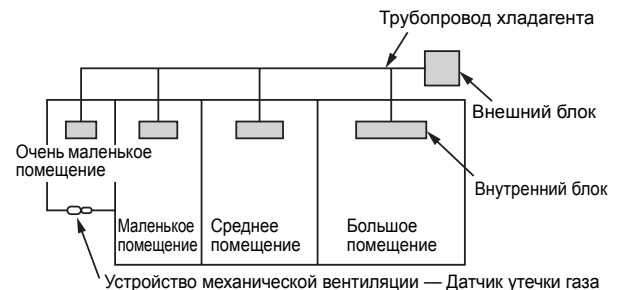 Трубопровод хладагента
Внешний блок
Очень маленькое
помещение
Внутренний блок
Маленькое
помещение
Среднее
помещение
Большое
помещение
Устройство механической вентиляции — Датчик утечки газа